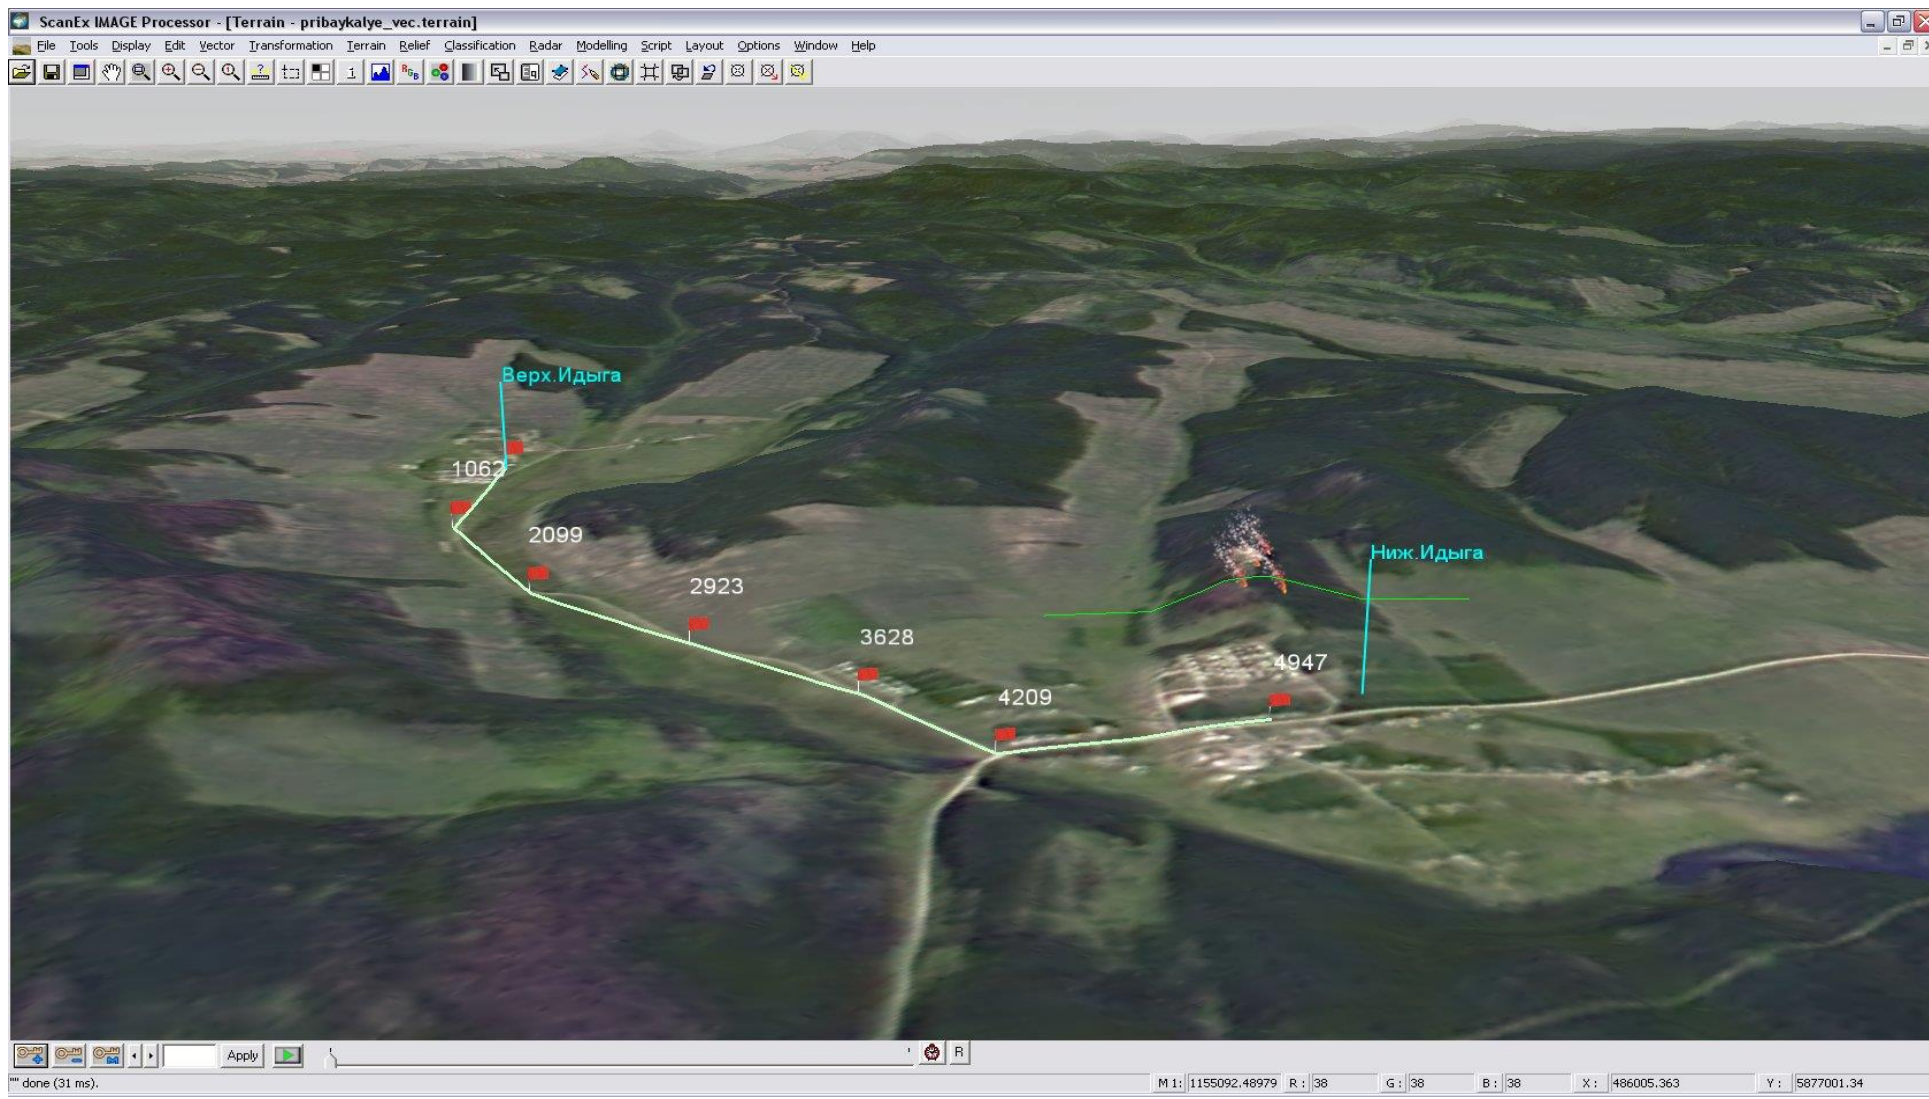 ScanEx IMAGE Processor - [Terrain - pribaykalye_vec.terrain]
File Tools Display Edit Vector Transformation Terrain Relief Classification Radar Modelling Script Layout Options Window Help
Верх.Идыга
1062
2099
Ниж.Идыга
2923
3628
4947
4209
Apply
R
"" done (31 ms).
M 1: 1155092.48979 R : 38 G : 38 B : 38 X : 486005.363 Y : 5877001.34